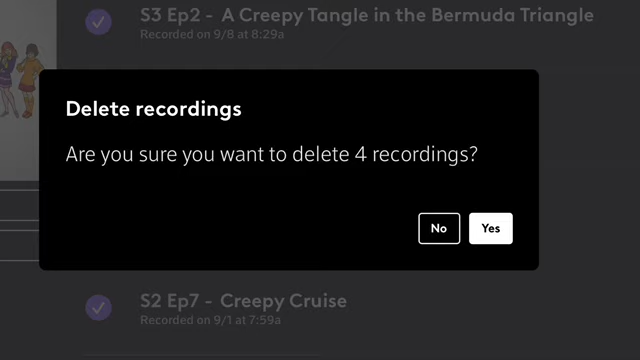 S3 Ep2 - A Creepy Tangle in the Bermuda Triangle
Recorded on 9/8 at 8:29a
Delete recordings
Are you sure you want to delete 4 recordings?
No
Yes
S2 Ep7 - Creepy Cruise
Recorded on 9/1 at 7:59a